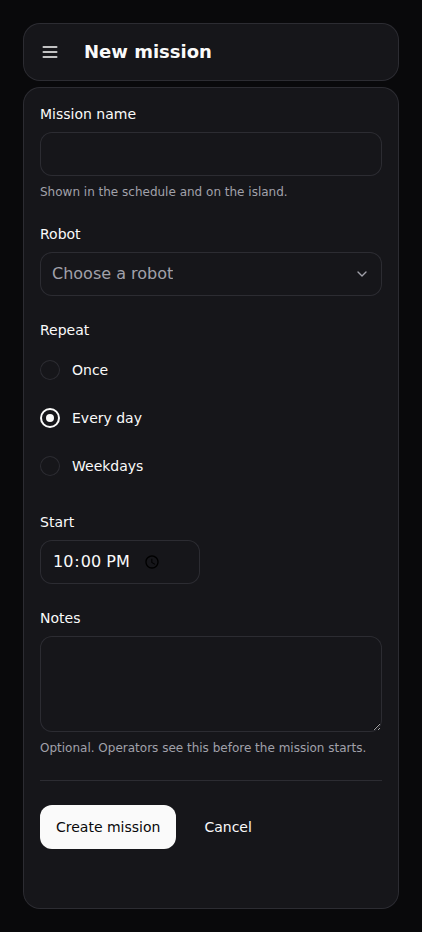 New mission
Mission name
Shown in the schedule and on the island.
Robot
Choose a robot
Repeat
Once
Every day
Weekdays
Start
10:00 PM
Notes
Optional. Operators see this before the mission starts.
Create mission
Cancel